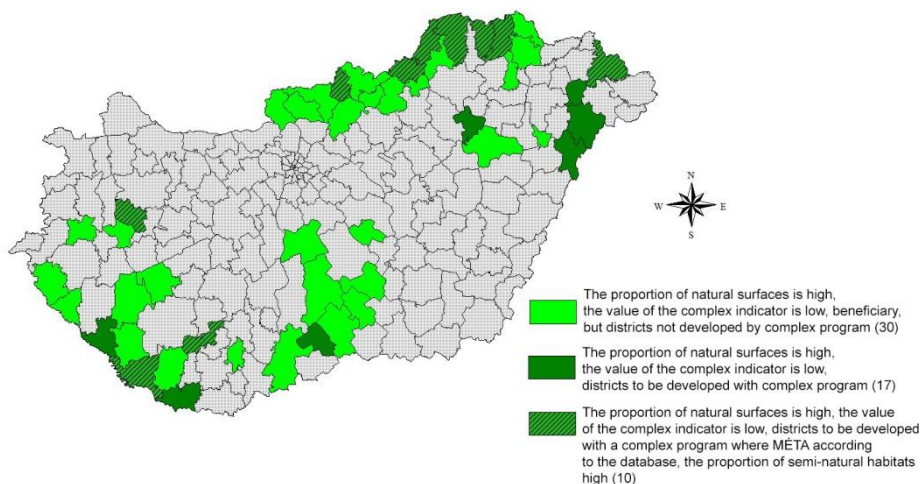 N
W E
S
The proportion of natural surfaces is high,
the value of the complex indicator is low, beneficiary,
but districts not developed by complex program (30)
The proportion of natural surfaces is high,
the value of the complex indicator is low,
districts to be developed with complex program (17)
The proportion of natural surfaces is high, the value
of the complex indicator is low, districts to be developed
with a complex program where MÉTA according
to the database, the proportion of semi-natural habitats
high (10)